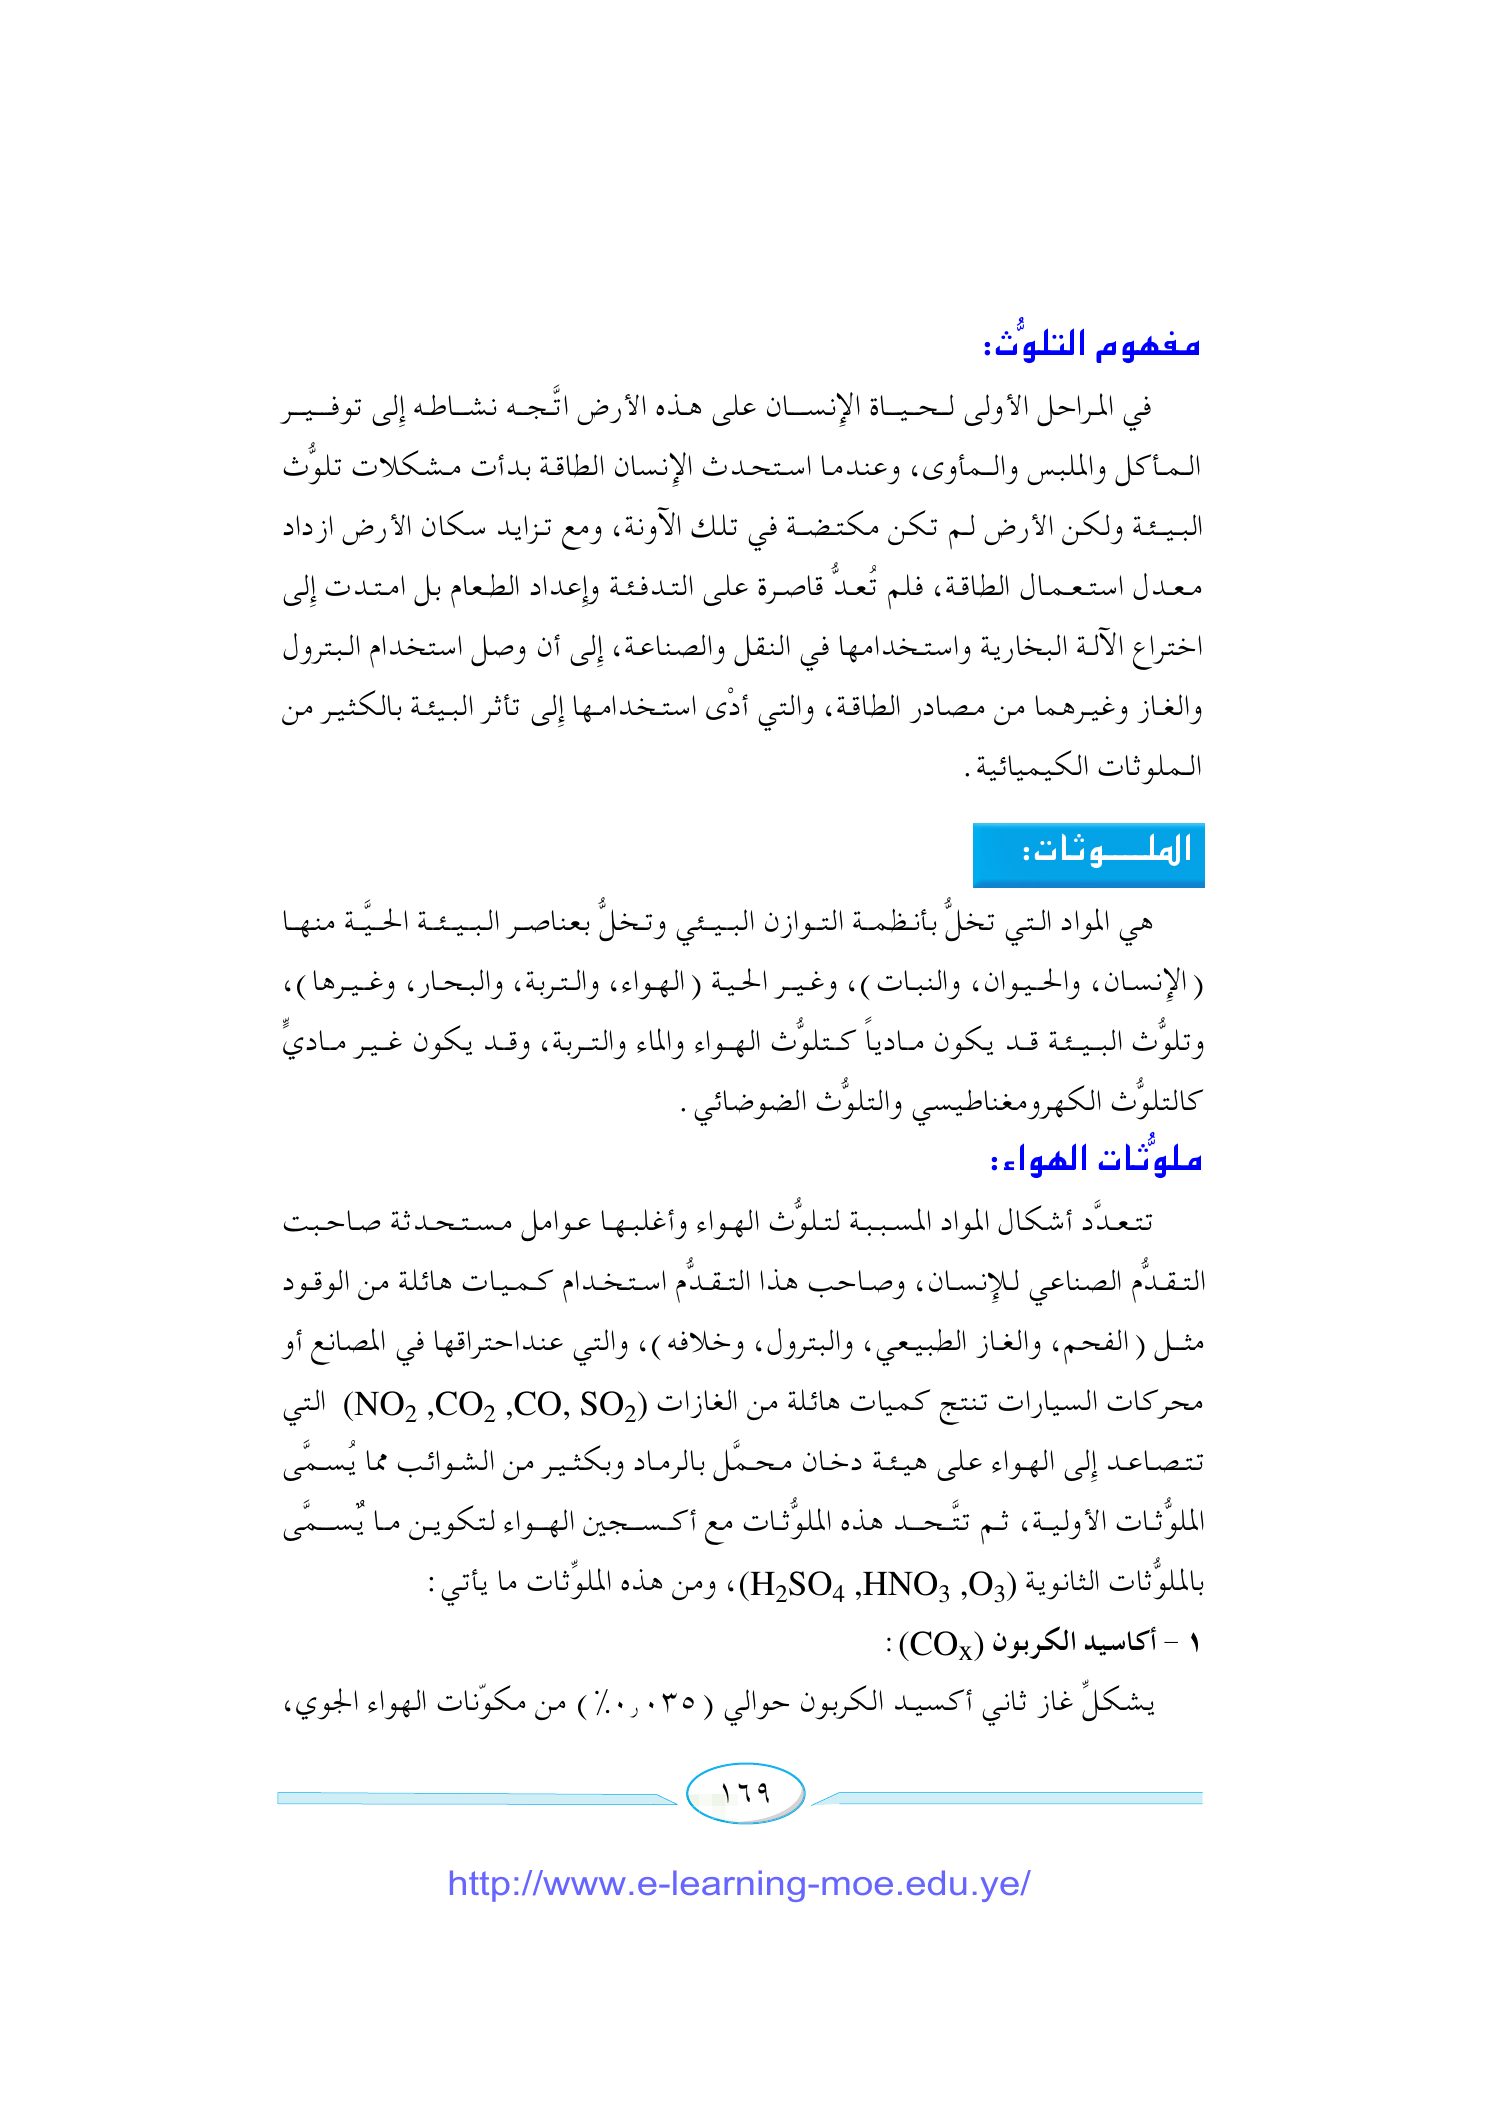 مفهوم التلوُّث:
في المراحل الأولى لحياة الإنسان على هذه الأرض اتَّجه نشاطه إلى توفير
المأكل والملبس والمأوى، وعندما استحدث الإنسان الطاقة بدأت مشكلات تلوُّث
البيئة ولكن الأرض لم تكن مكتضة في تلك الآونة، ومع تزايد سكان الأرض ازداد
معدل استعمال الطاقة، فلم تُعدُّ قاصرة على التدفئة وإعداد الطعام بل امتدت إلى
اختراع الآلة البخارية واستخدامها في النقل والصناعة، إلى أن وصل استخدام البترول
والغاز وغيرهما من مصادر الطاقة، والتي أدْى استخدامها إلى تأثر البيئة بالكثير من
الملوثات الكيميائية.
الملوثات:
هي المواد التي تخلُّ بأنظمة التوازن البيئي وتخلُّ بعناصر البيئة الحيَّة منها
(الإنسان، والحيوان، والنبات)، وغير الحية (الهواء، والتربة، والبحار، وغيرها)،
وتلوُّث البيئة قد يكون مادياً كتلوُّث الهواء والماء والتربة، وقد يكون غير ماديٍّ
كالتلوُّث الكهرومغناطيسي والتلوُّث الضوضائي.
ملوُّثات الهواء:
تتعدَّد أشكال المواد المسببة لتلوُّث الهواء وأغلبها عوامل مستحدثة صاحبت
التقدُّم الصناعي للإنسان، وصاحب هذا التقدُّم استخدام كميات هائلة من الوقود
مثل (الفحم، والغاز الطبيعي، والبترول، وخلافه)، والتي عنداحتراقها في المصانع أو
محركات السيارات تنتج كميات هائلة من الغازات (NO2 ,CO2 ,CO, SO2) التي
تتصاعد إلى الهواء على هيئة دخان محمَّل بالرماد وبكثير من الشوائب مما يُسمَّى
الملوُّثات الأولية، ثم تتَّحد هذه الملوُّثات مع أكسجين الهواء لتكوين ما يٌسمَّى
بالملوُّثات الثانوية (H2SO4 ,HNO3 ,O3)، ومن هذه الملوِّثات ما يأتي:
١ – أكاسيد الكربون (COx):
يشكلِّ غاز ثاني أكسيد الكربون حوالي (٠٫٠٣٥٪) من مكوّنات الهواء الجوي،
١٦٩
http://www.e-learning-moe.edu.ye/